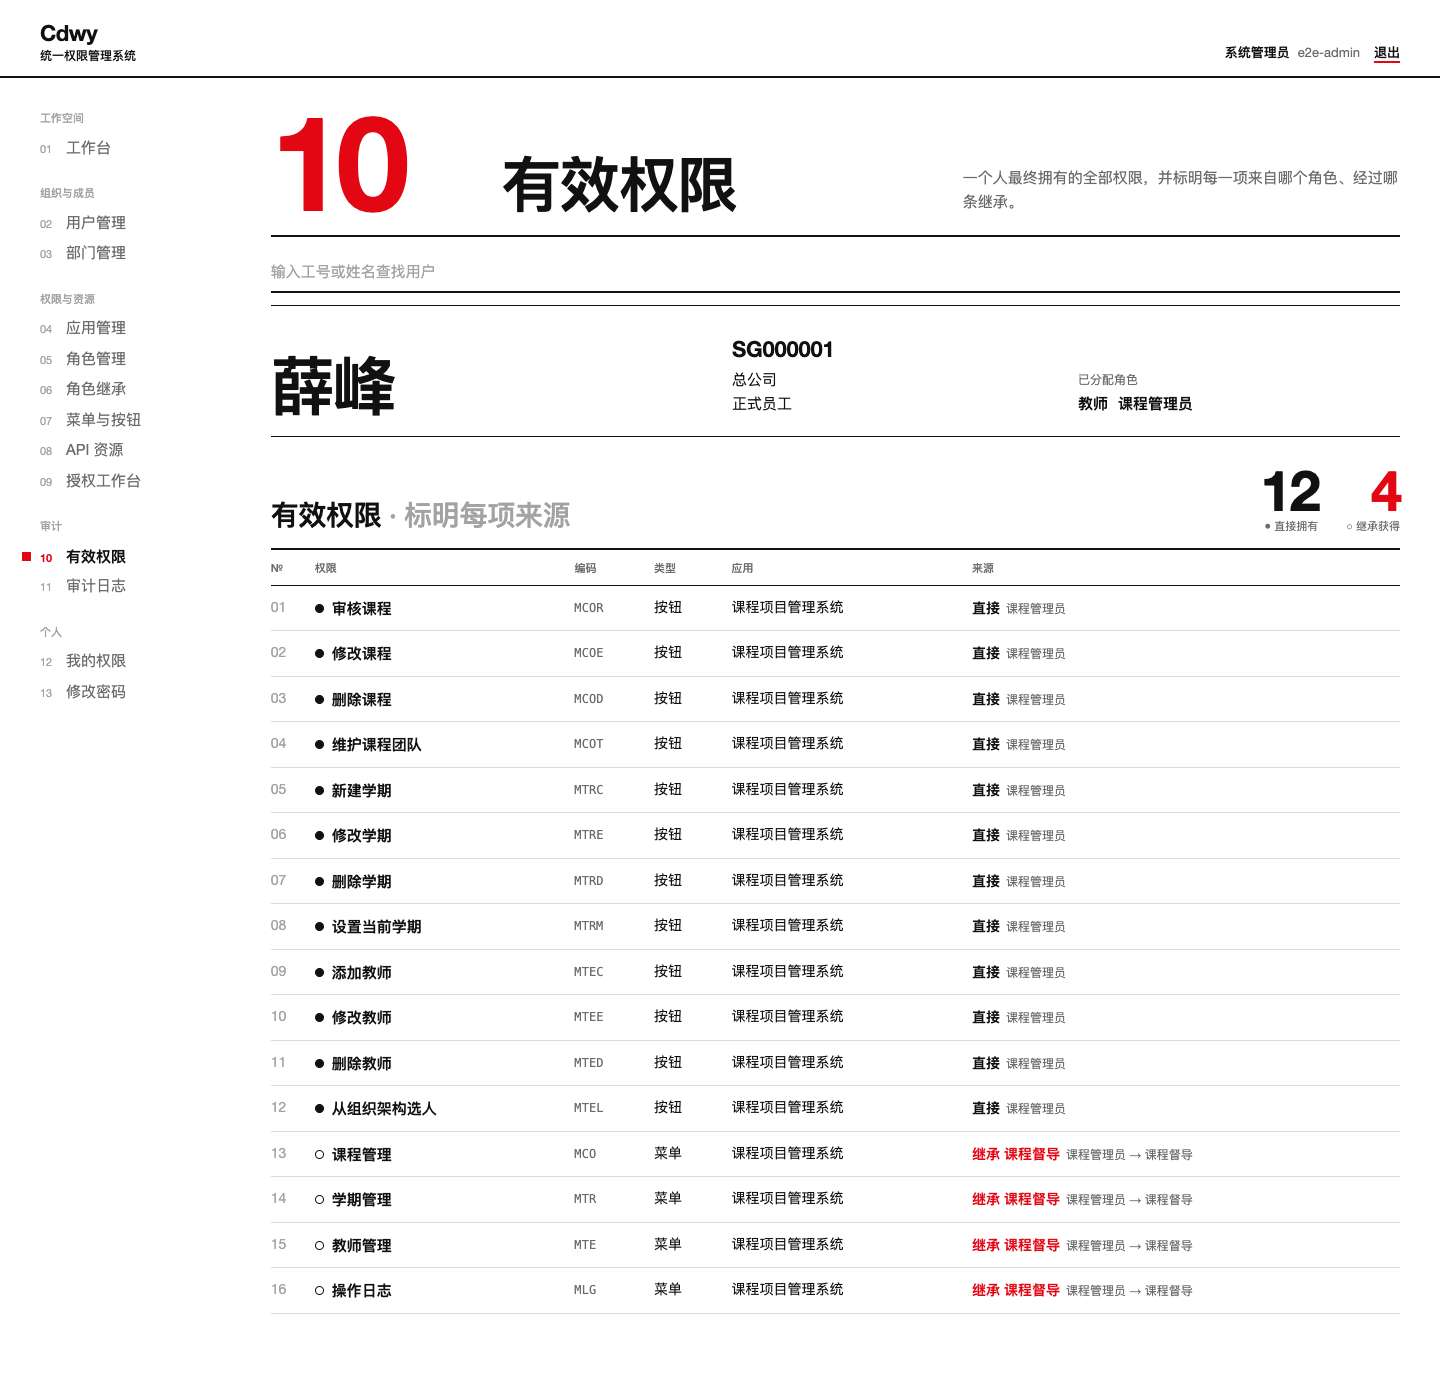 Cdwy
统一权限管理系统
系统管理员 e2e-admin 退出
工作空间
01 工作台
组织与成员
02 用户管理
03 部门管理
权限与资源
04 应用管理
05 角色管理
06 角色继承
07 菜单与按钮
08 API 资源
09 授权工作台
审计
10 有效权限
11 审计日志
个人
12 我的权限
13 修改密码
10 有效权限
一个人最终拥有的全部权限，并标明每一项来自哪个角色、经过哪
条继承。
输入工号或姓名查找用户
薛峰
SG000001
总公司
正式员工
已分配角色
教师 课程管理员
有效权限 · 标明每项来源
12 4
● 直接拥有 ○ 继承获得
№ 权限 编码 类型 应用 来源
01 ● 审核课程 MCOR 按钮 课程项目管理系统 直接 课程管理员
02 ● 修改课程 MCOE 按钮 课程项目管理系统 直接 课程管理员
03 ● 删除课程 MCOD 按钮 课程项目管理系统 直接 课程管理员
04 ● 维护课程团队 MCOT 按钮 课程项目管理系统 直接 课程管理员
05 ● 新建学期 MTRC 按钮 课程项目管理系统 直接 课程管理员
06 ● 修改学期 MTRE 按钮 课程项目管理系统 直接 课程管理员
07 ● 删除学期 MTRD 按钮 课程项目管理系统 直接 课程管理员
08 ● 设置当前学期 MTRM 按钮 课程项目管理系统 直接 课程管理员
09 ● 添加教师 MTEC 按钮 课程项目管理系统 直接 课程管理员
10 ● 修改教师 MTEE 按钮 课程项目管理系统 直接 课程管理员
11 ● 删除教师 MTED 按钮 课程项目管理系统 直接 课程管理员
12 ● 从组织架构选人 MTEL 按钮 课程项目管理系统 直接 课程管理员
13 ○ 课程管理 MCO 菜单 课程项目管理系统 继承 课程督导 课程管理员 → 课程督导
14 ○ 学期管理 MTR 菜单 课程项目管理系统 继承 课程督导 课程管理员 → 课程督导
15 ○ 教师管理 MTE 菜单 课程项目管理系统 继承 课程督导 课程管理员 → 课程督导
16 ○ 操作日志 MLG 菜单 课程项目管理系统 继承 课程督导 课程管理员 → 课程督导